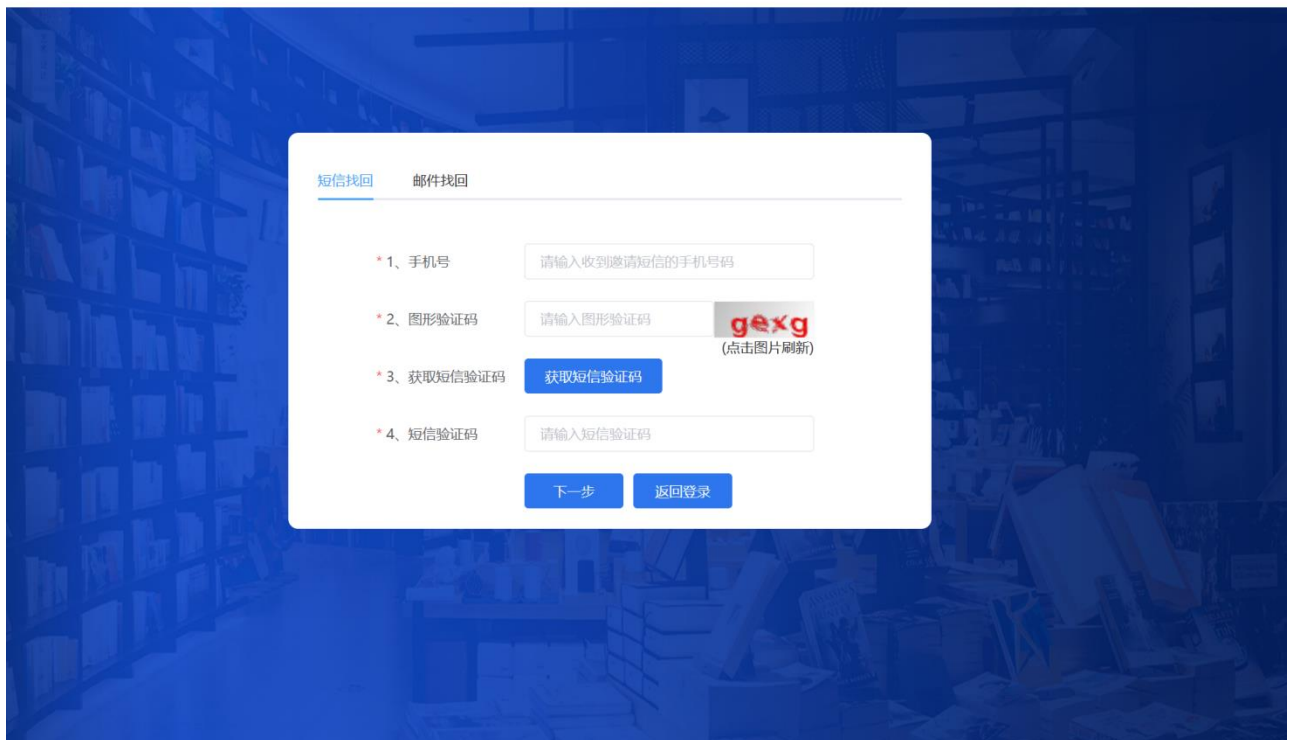 短信找回 邮件找回
* 1、手机号 请输入收到邀请短信的手机号码
* 2、图形验证码 请输入图形验证码 gexg
(点击图片刷新)
* 3、获取短信验证码 获取短信验证码
* 4、短信验证码 请输入短信验证码
下一步 返回登录